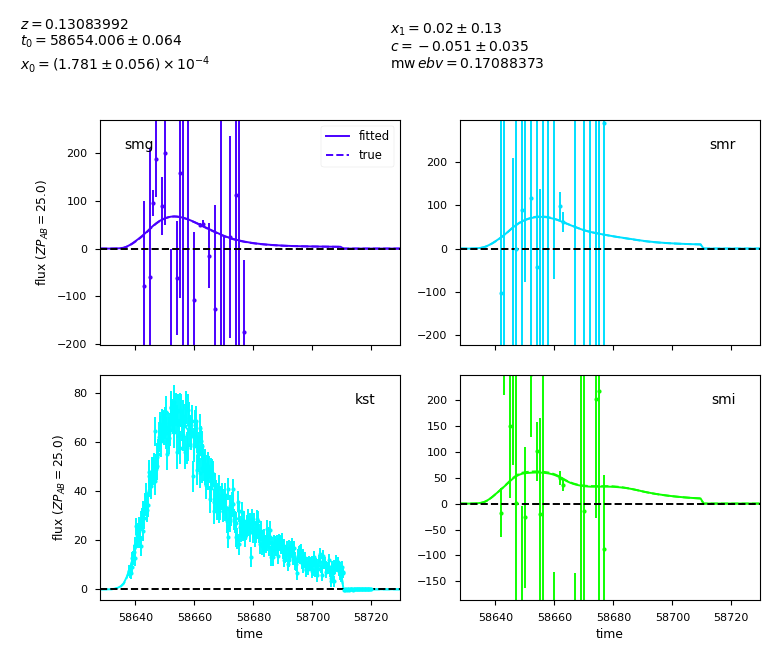 z = 0.13083992
t₀ = 58654.006 ± 0.064
x₀ = (1.781 ± 0.056) × 10⁻⁴
x₁ = 0.02 ± 0.13
c = −0.051 ± 0.035
mw ebv = 0.17088373
smg
fitted
true
200
100
0
−100
−200
flux (ZP_AB = 25.0)
smr
200
100
0
−100
−200
kst
80
60
40
20
0
flux (ZP_AB = 25.0)
58640 58660 58680 58700 58720
time
smi
200
150
100
50
0
−50
−100
−150
58640 58660 58680 58700 58720
time